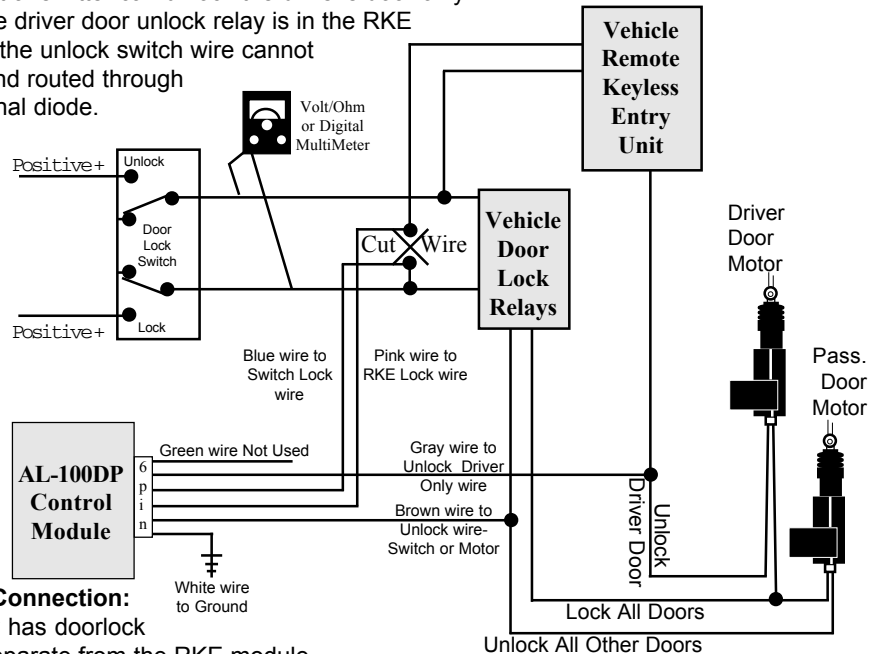 e driver door unlock relay is in the RKE
the unlock switch wire cannot
nd routed through
nal diode.
Vehicle
Remote
Keyless
Entry
Unit
Volt/Ohm
or Digital
MultiMeter
Positive+
Unlock
Door
Lock
Switch
Lock
Positive+
Cut Wire
Vehicle
Door
Lock
Relays
Driver
Door
Motor
Pass.
Door
Motor
Blue wire to
Switch Lock
wire
Pink wire to
RKE Lock wire
AL-100DP
Control
Module
6
p
i
n
Green wire Not Used
Gray wire to
Unlock Driver
Only wire
Brown wire to
Unlock wire-
Switch or Motor
White wire
to Ground
Unlock
Driver Door
Lock All Doors
Unlock All Other Doors
Connection:
has doorlock
parate from the RKE module